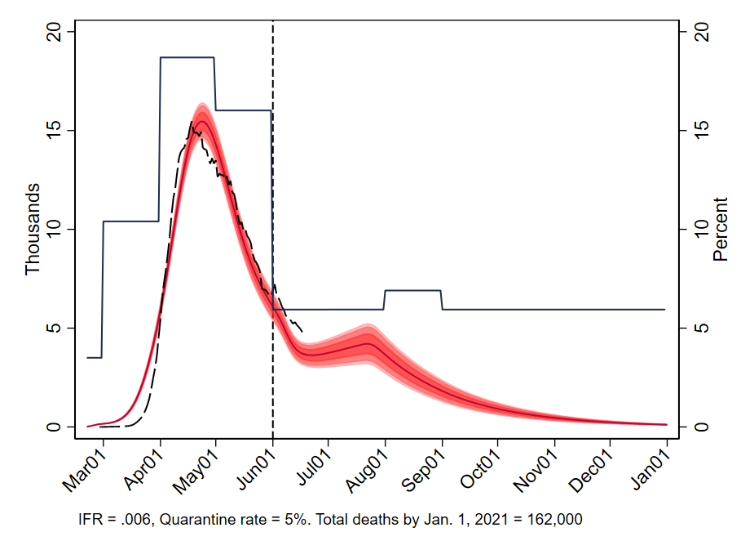 20
15
10
5
0
Thousands
20
15
10
5
0
Percent
Mar01
Apr01
May01
Jun01
Jul01
Aug01
Sep01
Oct01
Nov01
Dec01
Jan01
IFR = .006, Quarantine rate = 5%. Total deaths by Jan. 1, 2021 = 162,000